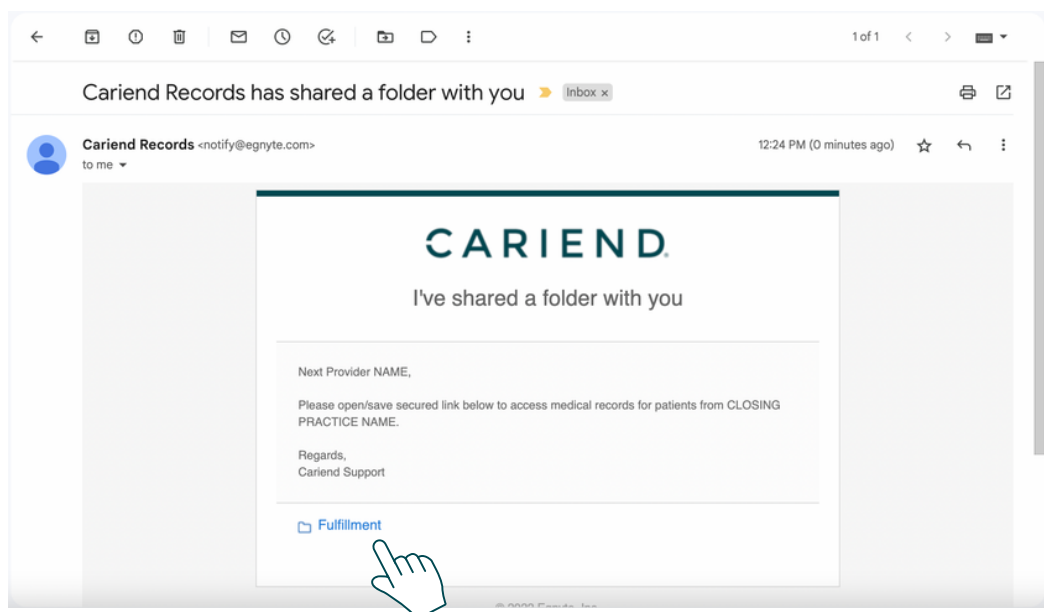 1 of 1
Cariend Records has shared a folder with you Inbox ×
Cariend Records <notify@egnyte.com> 12:24 PM (0 minutes ago)
to me
CARIEND®
I've shared a folder with you
Next Provider NAME,
Please open/save secured link below to access medical records for patients from CLOSING
PRACTICE NAME.
Regards,
Cariend Support
Fulfillment